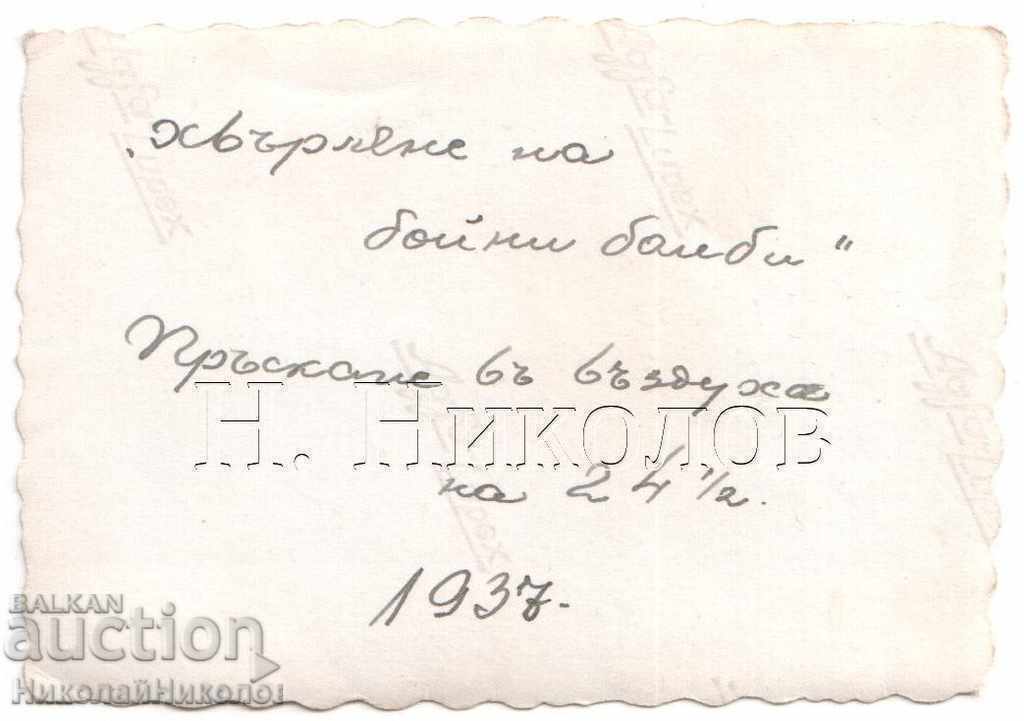 „Хвърляне на
бойни бомби"
Пръскане въ въздуха
Н. Николов
на 24 1/2.
1937.
BALKAN
auction
НиколайНиколов